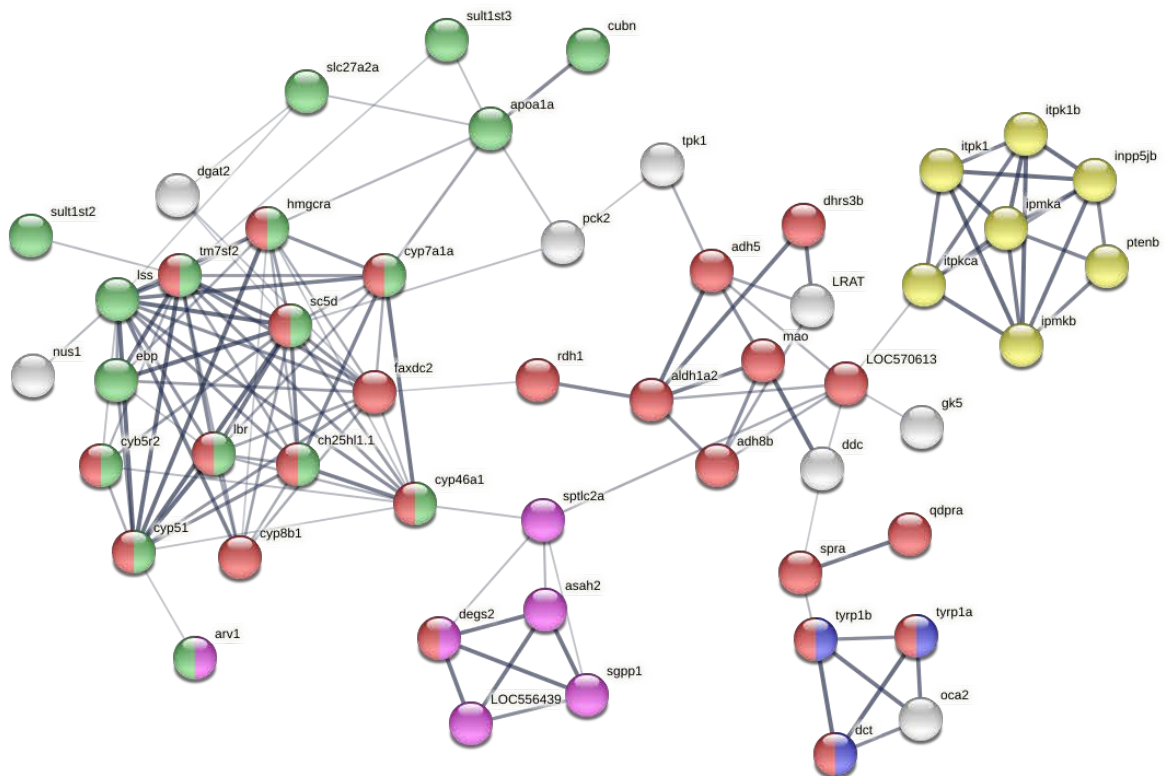 sult1st3
cubn
slc27a2a
apoa1a
itpk1b
tpk1
itpk1
inpp5jb
dgat2
dhrs3b
hmgcra
ipmka
sult1st2
pck2
adh5
tm7sf2
cyp7a1a
ptenb
lss
itpkca
LRAT
sc5d
mao
ipmkb
nus1
ebp
rdh1
LOC570613
faxdc2
aldh1a2
gk5
lbr
cyb5r2
ch25hl1.1
adh8b
ddc
cyp46a1
sptlc2a
qdpra
cyp51
cyp8b1
spra
asah2
degs2
tyrp1b
tyrp1a
arv1
sgpp1
LOC556439
oca2
dct